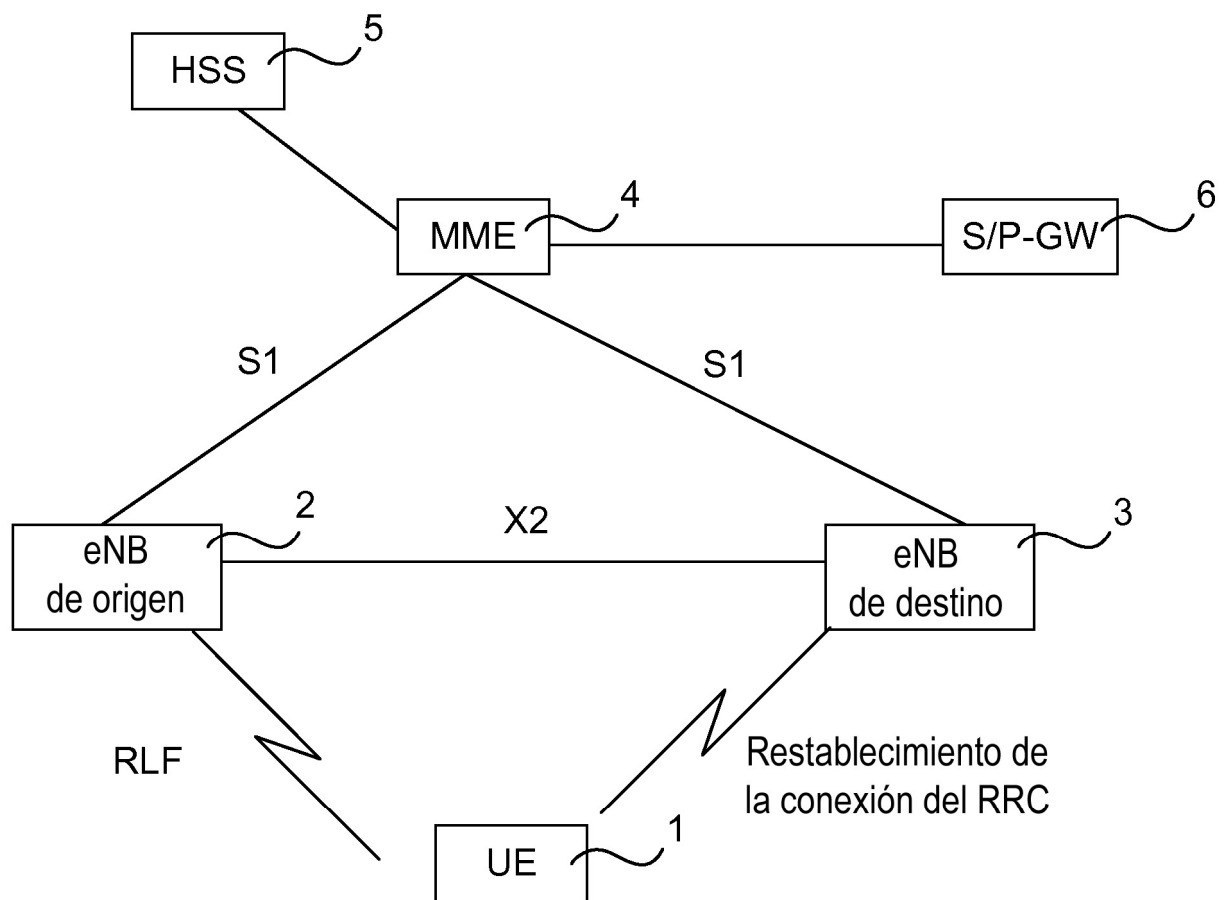 5
HSS
4
6
MME
S/P-GW
S1
S1
2
3
X2
eNB
de origen
eNB
de destino
RLF
Restablecimiento de
la conexión del RRC
1
UE